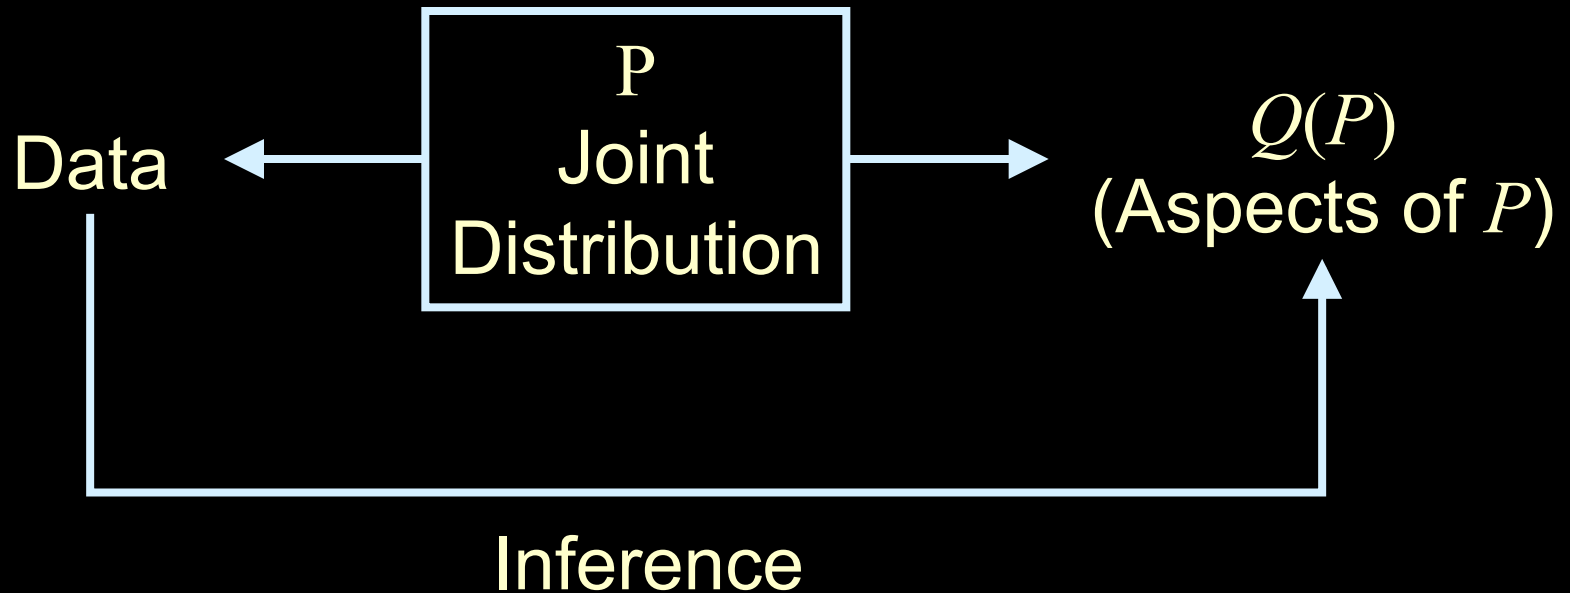 Data
P
Joint
Distribution
Q(P)
(Aspects of P)
Inference